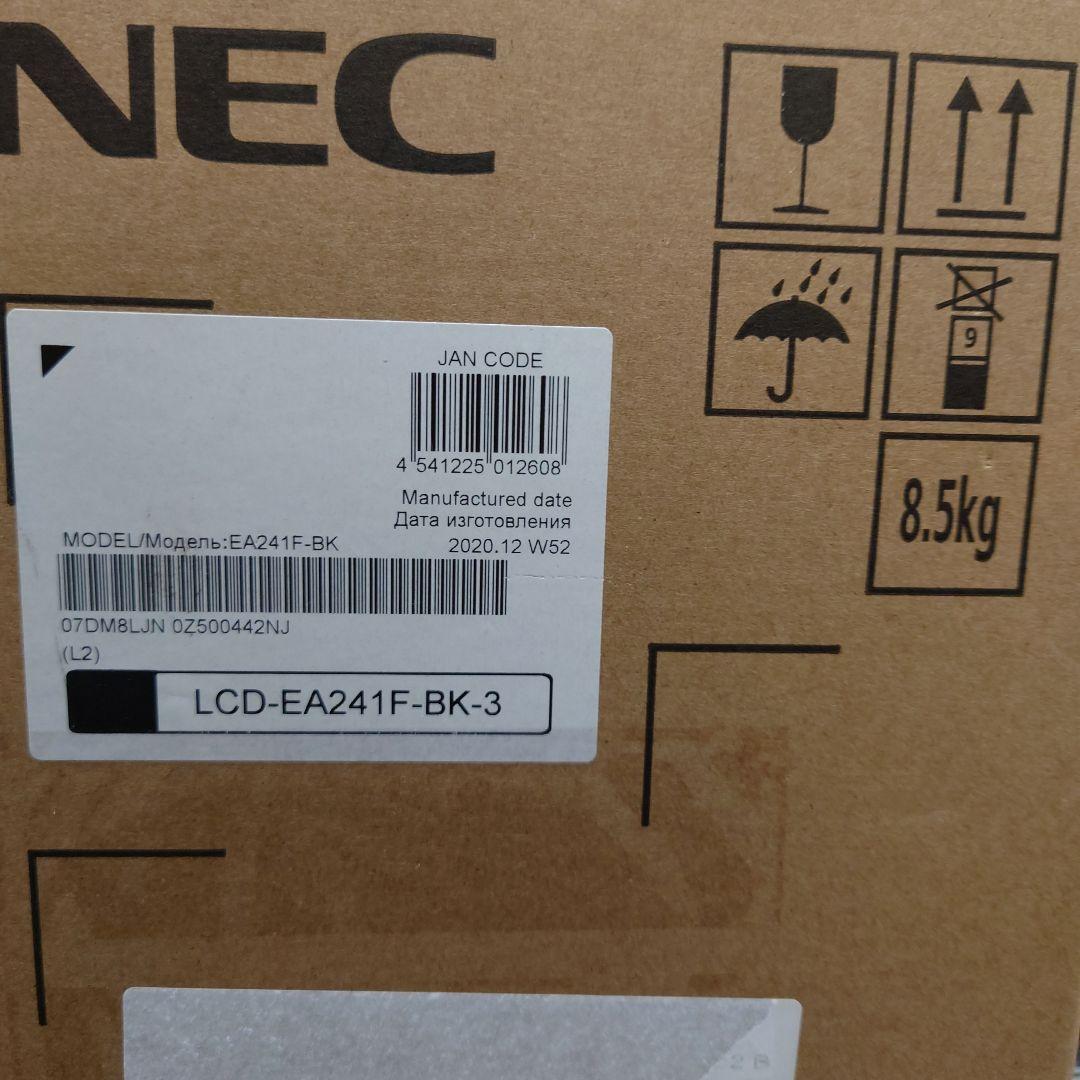 NEC
JAN CODE
4 541225 012608
Manufactured date
Дата изготовления
2020.12 W52
MODEL/Модель:EA241F-BK
07DM8LJN 0Z500442NJ
(L2)
LCD-EA241F-BK-3
9
8.5kg
2 B